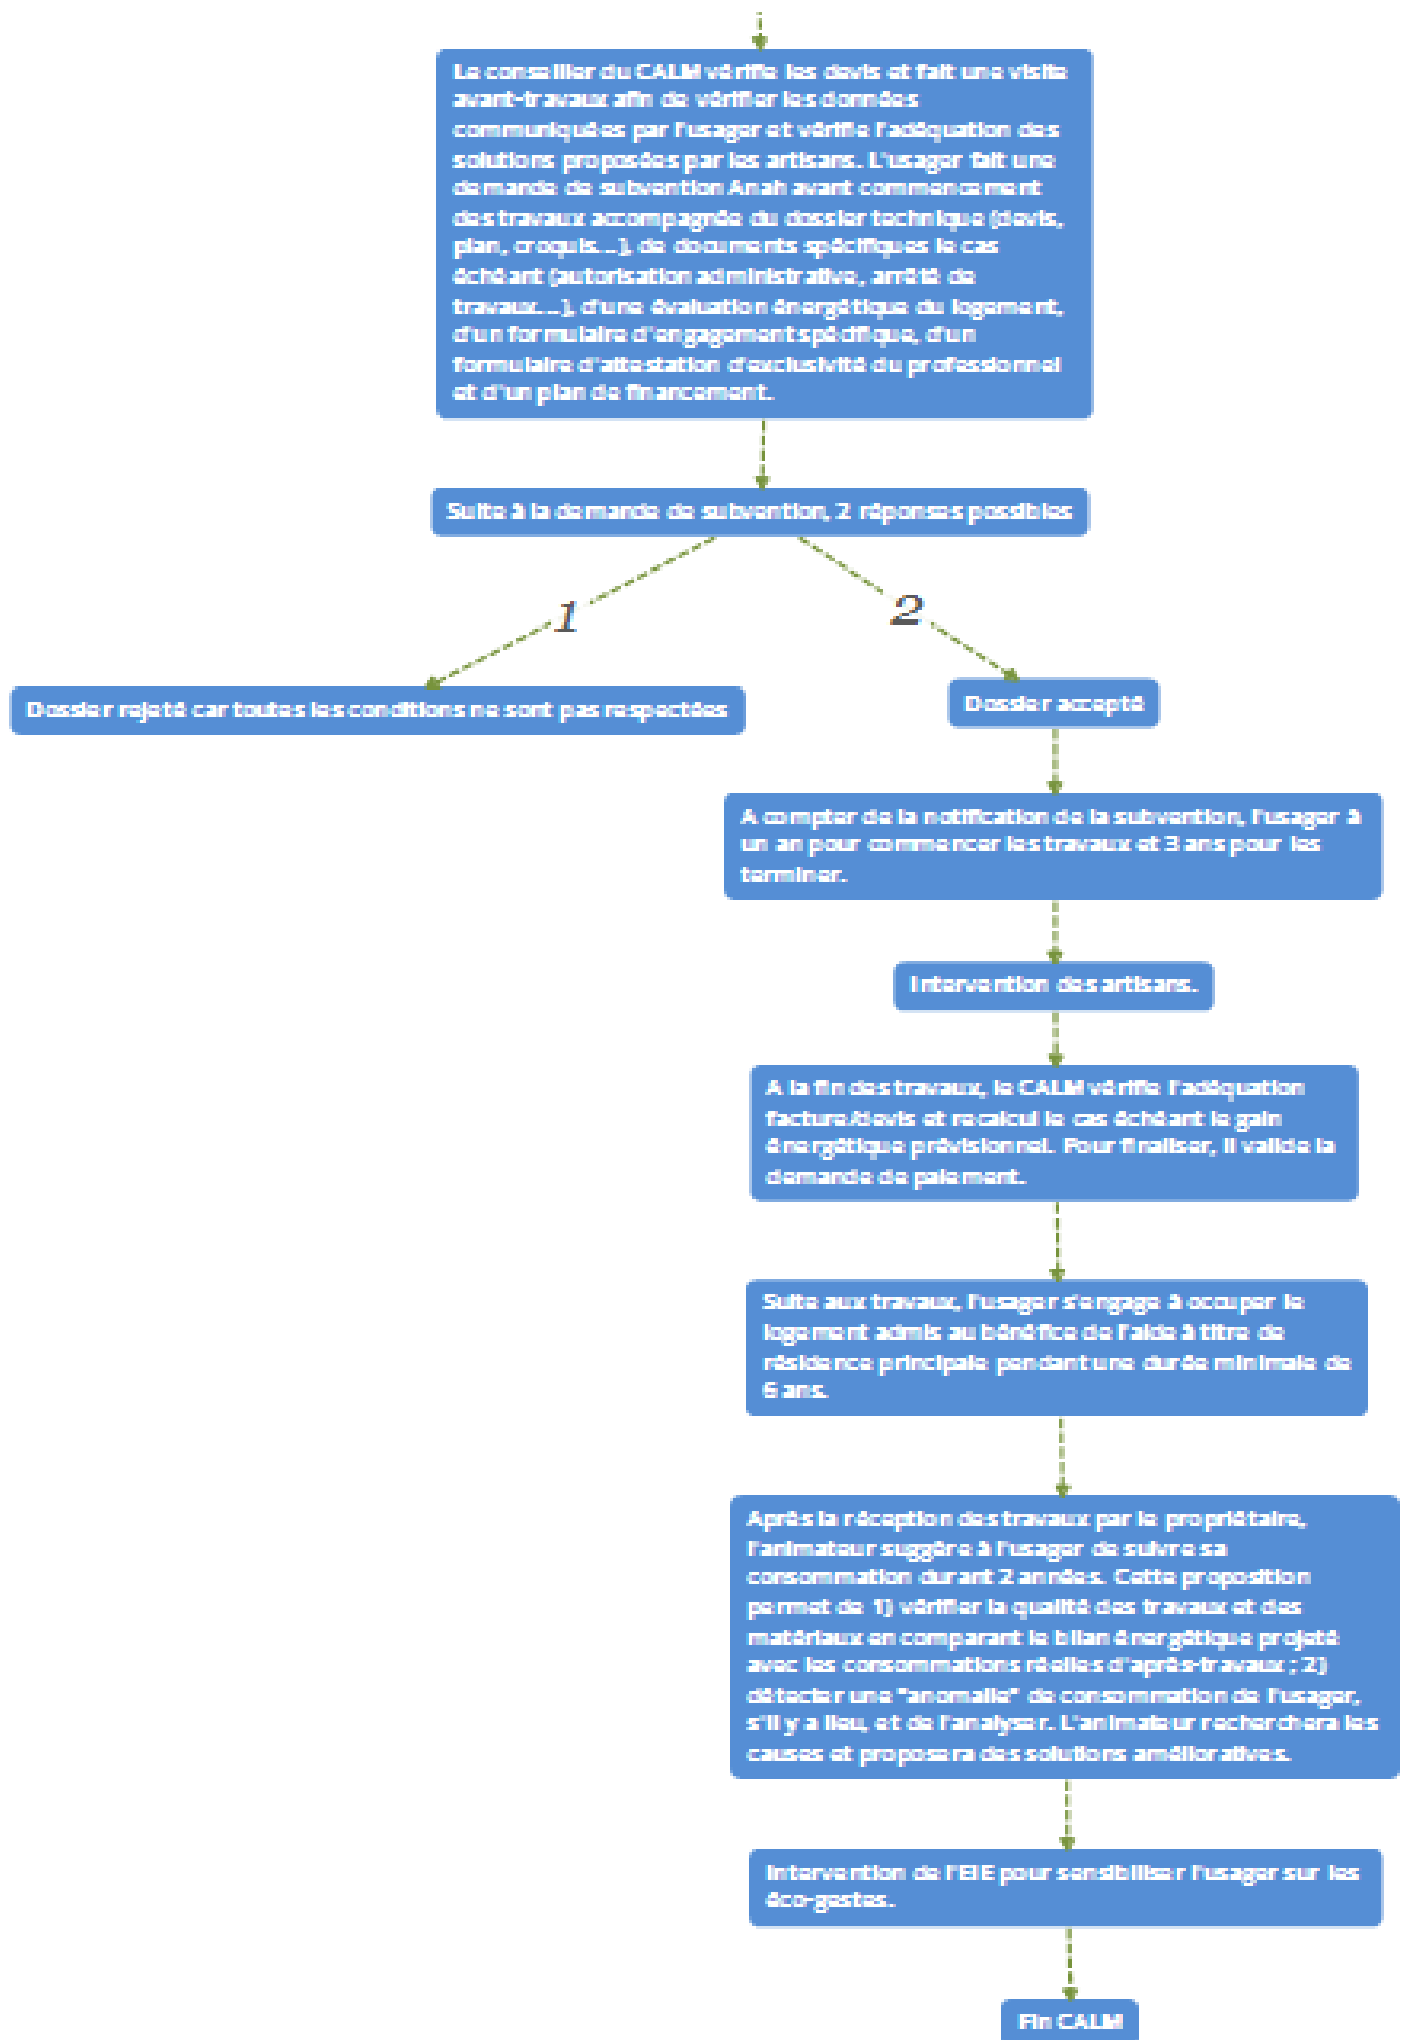 Le conseiller du CALM vérifie les devis et fait une visite
avant-travaux afin de vérifier les données
communiquées par l'usager et vérifie l'adéquation des
solutions proposées par les artisans. L'usager fait une
demande de subvention Anah avant commencement
des travaux accompagnée du dossier technique (devis,
plan, croquis...), de documents spécifiques le cas
échéant (autorisation administrative, arrêté de
travaux....), d'une évaluation énergétique du logement,
d'un formulaire d'engagement spécifique, d'un
formulaire d'attestation d'exclusivité du professionnel
et d'un plan de financement.
Suite à la demande de subvention, 2 réponses possibles
1
2
Dossier rejeté car toutes les conditions ne sont pas respectées
Dossier accepté
A compter de la notification de la subvention, l'usager à
un an pour commencer les travaux et 3 ans pour les
terminer.
Intervention des artisans.
A la fin des travaux, le CALM vérifie l'adéquation
facture/devis et recalcul le cas échéant le gain
énergétique prévisionnel. Pour finaliser, il valide la
demande de paiement.
Suite aux travaux, l'usager s'engage à occuper le
logement admis au bénéfice de l'aide à titre de
résidence principale pendant une durée minimale de
6 ans.
Après la réception des travaux par le propriétaire,
l'animateur suggère à l'usager de suivre sa
consommation durant 2 années. Cette proposition
permet de 1) vérifier la qualité des travaux et des
matériaux en comparant le bilan énergétique projeté
avec les consommations réelles d'après-travaux ; 2)
détecter une "anomalie" de consommation de l'usager,
s'il y a lieu, et de l'analyser. L'animateur recherchera les
causes et proposera des solutions amélioratives.
Intervention de l'EIE pour sensibiliser l'usager sur les
éco-gestes.
Fin CALM